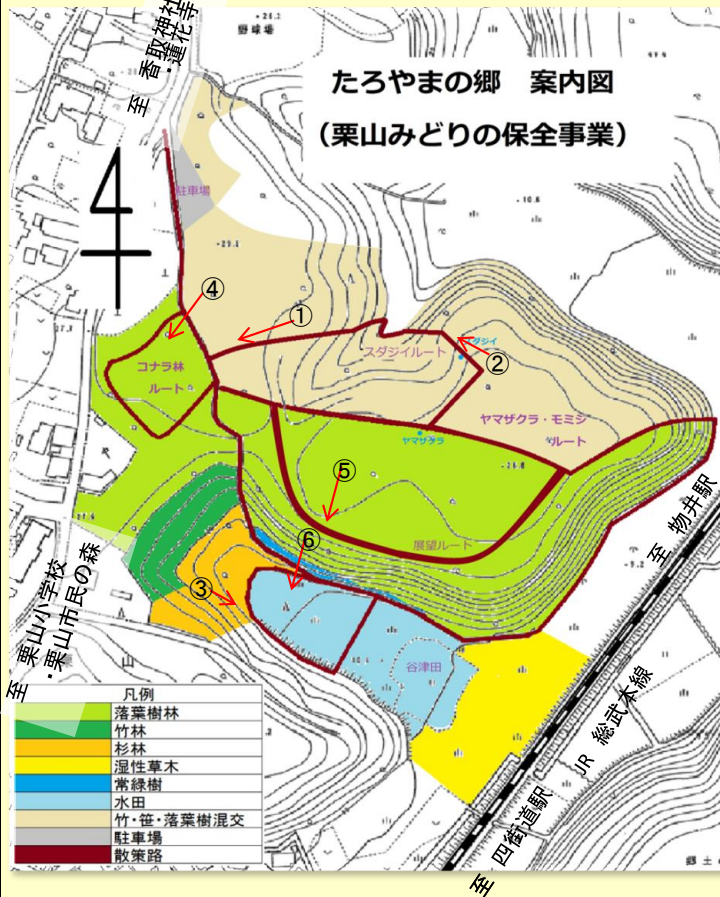 至 香取神社
・蓮花寺
野球場
たろやまの郷 案内図
(栗山みどりの保全事業)
駐車場
④
①
コナラ林
ルート
スダジイルート
ダジイ
②
ヤマザクラ・モミジ
ルート
ヤマザクラ
⑤
展望ルート
⑥
③
谷津田
至 物井駅
至 栗山小学校
・栗山市民の森
山
JR 総武本線
至 四街道駅
凡例
落葉樹林
竹林
杉林
湿性草木
常緑樹
水田
竹・笹・落葉樹混交
駐車場
散策路
郷土